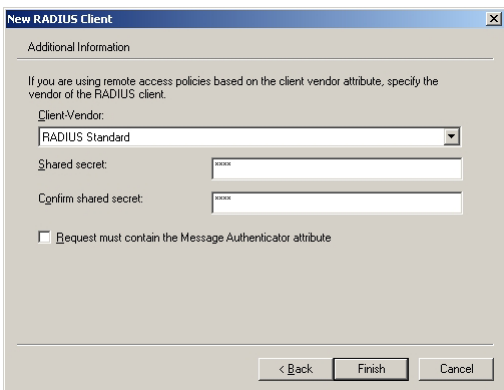 New RADIUS Client
Additional Information
If you are using remote access policies based on the client vendor attribute, specify the
vendor of the RADIUS client.
Client-Vendor:
RADIUS Standard
Shared secret: ****
Confirm shared secret: ****
Request must contain the Message Authenticator attribute
< Back Finish Cancel